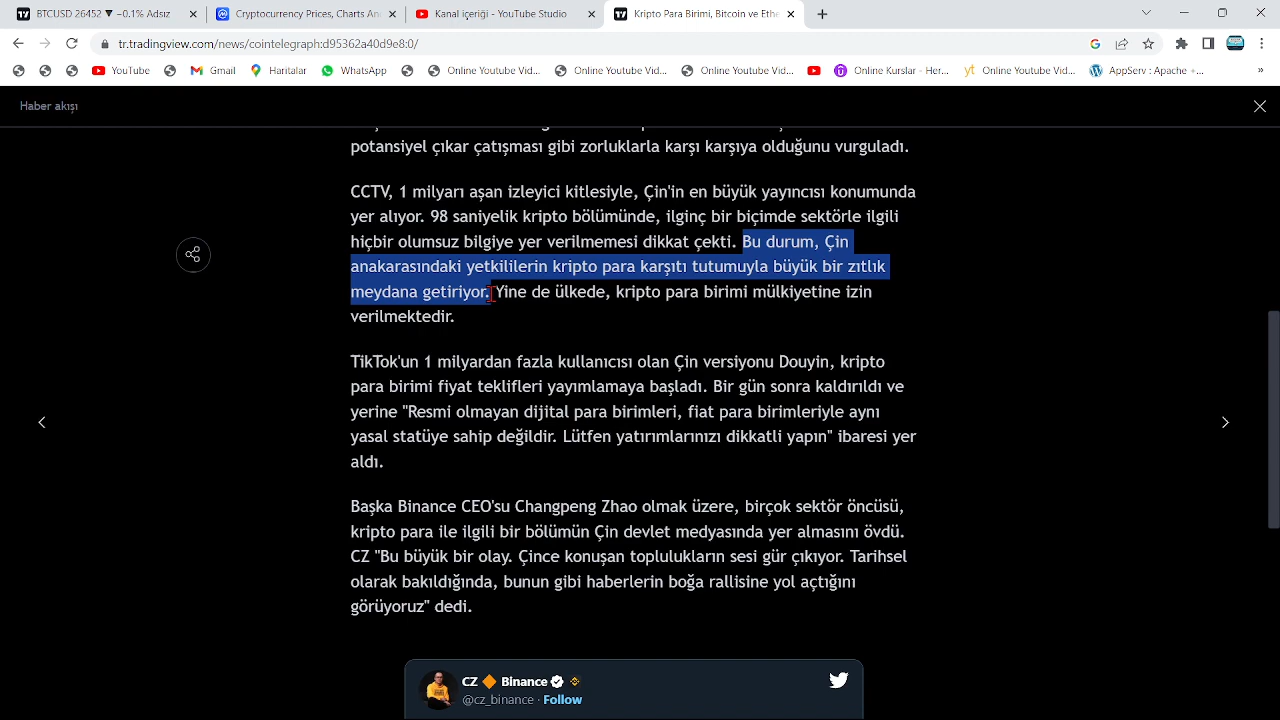 BTCUSD 26452 ▼ −0.1% Adsız
Cryptocurrency Prices, Charts An
Kanal içeriği - YouTube Studio
Kripto Para Birimi, Bitcoin ve Ethe
tr.tradingview.com/news/cointelegraph:d95362a40d9e8:0/
YouTube
Gmail
Haritalar
WhatsApp
Online Youtube Vid...
Online Youtube Vid...
Online Youtube Vid...
Online Kurslar - Her...
yt Online Youtube Vid...
AppServ : Apache +...
»
Haber akışı
potansiyel çıkar çatışması gibi zorluklarla karşı karşıya olduğunu vurguladı.
CCTV, 1 milyarı aşan izleyici kitlesiyle, Çin'in en büyük yayıncısı konumunda
yer alıyor. 98 saniyelik kripto bölümünde, ilginç bir biçimde sektörle ilgili
hiçbir olumsuz bilgiye yer verilmemesi dikkat çekti. Bu durum, Çin
anakarasındaki yetkililerin kripto para karşıtı tutumuyla büyük bir zıtlık
meydana getiriyor. Yine de ülkede, kripto para birimi mülkiyetine izin
verilmektedir.
TikTok'un 1 milyardan fazla kullanıcısı olan Çin versiyonu Douyin, kripto
para birimi fiyat teklifleri yayımlamaya başladı. Bir gün sonra kaldırıldı ve
yerine "Resmi olmayan dijital para birimleri, fiat para birimleriyle aynı
yasal statüye sahip değildir. Lütfen yatırımlarınızı dikkatli yapın" ibaresi yer
aldı.
Başka Binance CEO'su Changpeng Zhao olmak üzere, birçok sektör öncüsü,
kripto para ile ilgili bir bölümün Çin devlet medyasında yer almasını övdü.
CZ "Bu büyük bir olay. Çince konuşan toplulukların sesi gür çıkıyor. Tarihsel
olarak bakıldığında, bunun gibi haberlerin boğa rallisine yol açtığını
görüyoruz" dedi.
CZ 🔶 Binance
@cz_binance · Follow